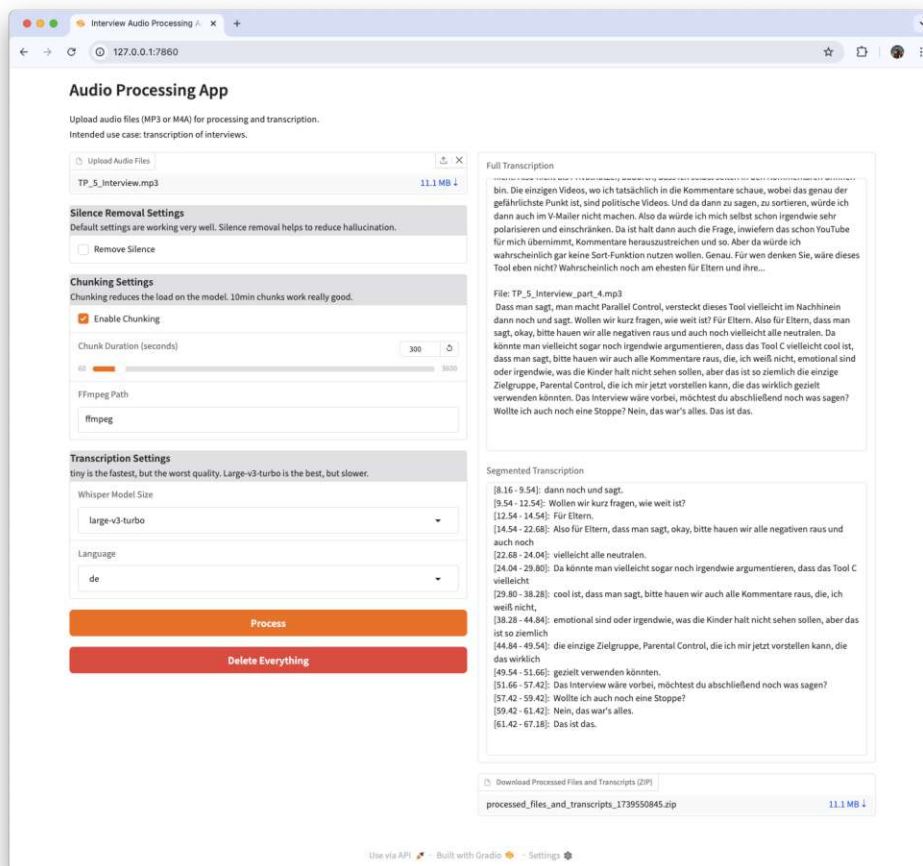 Interview Audio Processing A
127.0.0.1:7860
Audio Processing App
Upload audio files (MP3 or M4A) for processing and transcription.
Intended use case: transcription of interviews.
Upload Audio Files
TP_5_Interview.mp3
11.1 MB ↓
Silence Removal Settings
Default settings are working very well. Silence removal helps to reduce hallucination.
Remove Silence
Chunking Settings
Chunking reduces the load on the model. 10min chunks work really good.
Enable Chunking
Chunk Duration (seconds)
300
60
3600
FFmpeg Path
ffmpeg
Transcription Settings
tiny is the fastest, but the worst quality. Large-v3-turbo is the best, but slower.
Whisper Model Size
large-v3-turbo
Language
de
Process
Delete Everything
Full Transcription
bin. Die einzigen Videos, wo ich tatsächlich in die Kommentare schaue, wobei das genau der
gefährlichste Punkt ist, sind politische Videos. Und da dann zu sagen, zu sortieren, würde ich
dann auch im V-Mailer nicht machen. Also da würde ich mich selbst schon irgendwie sehr
polarisieren und einschränken. Da ist halt dann auch die Frage, inwiefern das schon YouTube
für mich übernimmt, Kommentare herauszustreichen und so. Aber da würde ich
wahrscheinlich gar keine Sort-Funktion nutzen wollen. Genau. Für wen denken Sie, wäre dieses
Tool eben nicht? Wahrscheinlich noch am ehesten für Eltern und ihre...
File: TP_5_Interview_part_4.mp3
Dass man sagt, man macht Parallel Control, versteckt dieses Tool vielleicht im Nachhinein
dann noch und sagt. Wollen wir kurz fragen, wie weit ist? Für Eltern. Also für Eltern, dass man
sagt, okay, bitte hauen wir alle negativen raus und auch noch vielleicht alle neutralen. Da
könnte man vielleicht sogar noch irgendwie argumentieren, dass das Tool C vielleicht cool ist,
dass man sagt, bitte hauen wir auch alle Kommentare raus, die, ich weiß nicht, emotional sind
oder irgendwie, was die Kinder halt nicht sehen sollen, aber das ist so ziemlich die einzige
Zielgruppe, Parental Control, die ich mir jetzt vorstellen kann, die das wirklich gezielt
verwenden könnten. Das Interview wäre vorbei, möchtest du abschließend noch was sagen?
Wollte ich auch noch eine Stoppe? Nein, das war's alles. Das ist das.
Segmented Transcription
[8.16 - 9.54]: dann noch und sagt.
[9.54 - 12.54]: Wollen wir kurz fragen, wie weit ist?
[12.54 - 14.54]: Für Eltern.
[14.54 - 22.68]: Also für Eltern, dass man sagt, okay, bitte hauen wir alle negativen raus und
auch noch
[22.68 - 24.04]: vielleicht alle neutralen.
[24.04 - 29.80]: Da könnte man vielleicht sogar noch irgendwie argumentieren, dass das Tool C
vielleicht
[29.80 - 38.28]: cool ist, dass man sagt, bitte hauen wir auch alle Kommentare raus, die, ich
weiß nicht,
[38.28 - 44.84]: emotional sind oder irgendwie, was die Kinder halt nicht sehen sollen, aber das
ist so ziemlich
[44.84 - 49.54]: die einzige Zielgruppe, Parental Control, die ich mir jetzt vorstellen kann, die
das wirklich
[49.54 - 51.66]: gezielt verwenden könnten.
[51.66 - 57.42]: Das Interview wäre vorbei, möchtest du abschließend noch was sagen?
[57.42 - 59.42]: Wollte ich auch noch eine Stoppe?
[59.42 - 61.42]: Nein, das war's alles.
[61.42 - 67.18]: Das ist das.
Download Processed Files and Transcripts (ZIP)
processed_files_and_transcripts_1739550845.zip
11.1 MB ↓
Use via API · Built with Gradio · Settings